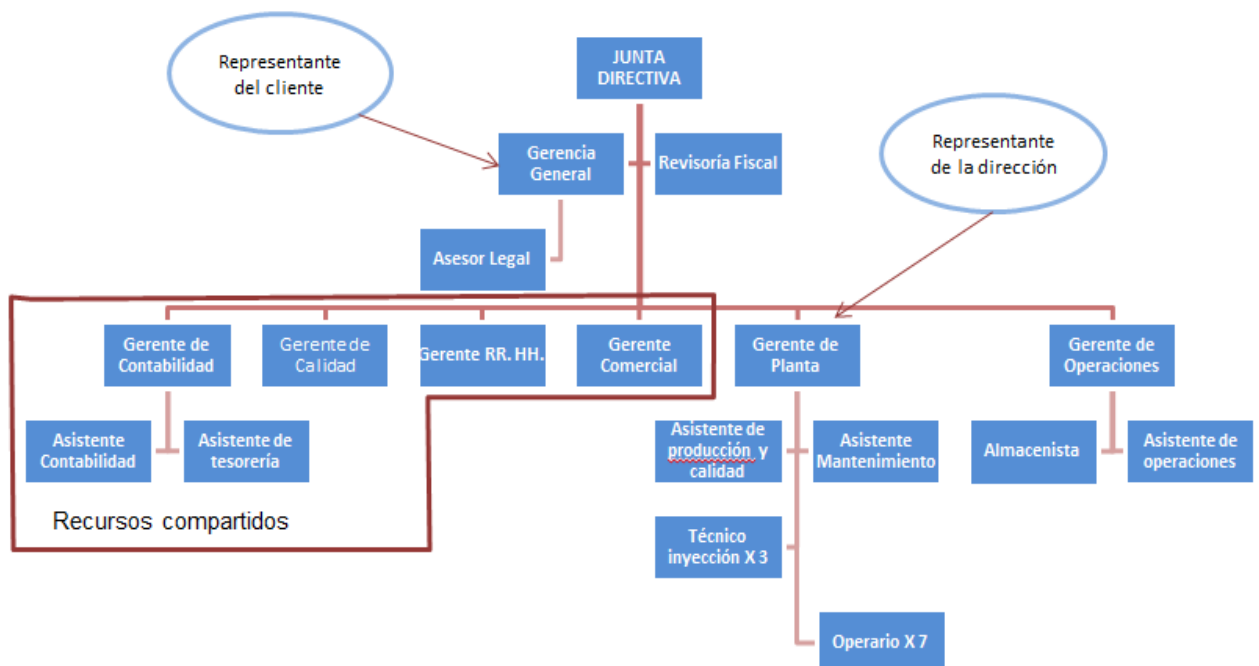 JUNTA
DIRECTIVA
Representante
del cliente
Gerencia
General
Revisoría Fiscal
Representante
de la dirección
Asesor Legal
Gerente de
Contabilidad
Gerente de
Calidad
Gerente RR. HH.
Gerente
Comercial
Gerente de
Planta
Gerente de
Operaciones
Asistente
Contabilidad
Asistente de
tesorería
Asistente de
producción y
calidad
Asistente
Mantenimiento
Almacenista
Asistente de
operaciones
Recursos compartidos
Técnico
inyección X 3
Operario X 7